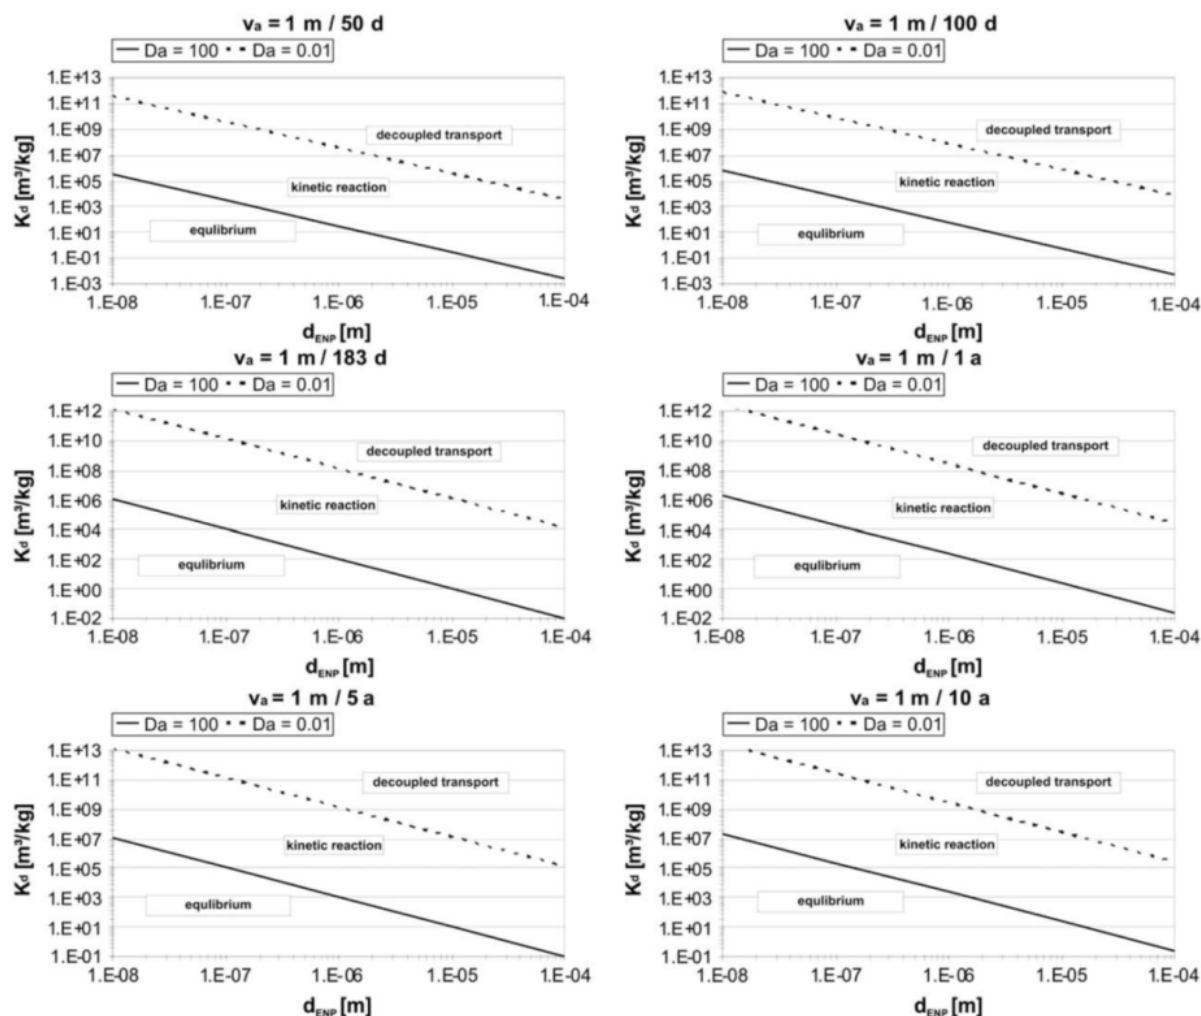 vₐ = 1 m / 50 d
Da = 100 Da = 0.01
1.E+13
1.E+11
1.E+09
1.E+07
1.E+05
1.E+03
1.E+01
1.E-01
1.E-03
Kd [m³/kg]
decoupled transport
kinetic reaction
equlibrium
1.E-08 1.E-07 1.E-06 1.E-05 1.E-04
dENP [m]
vₐ = 1 m / 100 d
Da = 100 Da = 0.01
1.E+13
1.E+11
1.E+09
1.E+07
1.E+05
1.E+03
1.E+01
1.E-01
1.E-03
Kd [m³/kg]
decoupled transport
kinetic reaction
equlibrium
1.E-08 1.E-07 1.E-06 1.E-05 1.E-04
dENP [m]
vₐ = 1 m / 183 d
Da = 100 Da = 0.01
1.E+12
1.E+10
1.E+08
1.E+06
1.E+04
1.E+02
1.E+00
1.E-02
Kd [m³/kg]
decoupled transport
kinetic reaction
equlibrium
1.E-08 1.E-07 1.E-06 1.E-05 1.E-04
dENP [m]
vₐ = 1 m / 1 a
Da = 100 Da = 0.01
1.E+12
1.E+10
1.E+08
1.E+06
1.E+04
1.E+02
1.E+00
1.E-02
Kd [m³/kg]
decoupled transport
kinetic reaction
equlibrium
1.E-08 1.E-07 1.E-06 1.E-05 1.E-04
dENP [m]
vₐ = 1 m / 5 a
Da = 100 Da = 0.01
1.E+13
1.E+11
1.E+09
1.E+07
1.E+05
1.E+03
1.E+01
1.E-01
Kd [m³/kg]
decoupled transport
kinetic reaction
equlibrium
1.E-08 1.E-07 1.E-06 1.E-05 1.E-04
dENP [m]
vₐ = 1 m / 10 a
Da = 100 Da = 0.01
1.E+13
1.E+11
1.E+09
1.E+07
1.E+05
1.E+03
1.E+01
1.E-01
Kd [m³/kg]
decoupled transport
kinetic reaction
equlibrium
1.E-08 1.E-07 1.E-06 1.E-05 1.E-04
dENP [m]